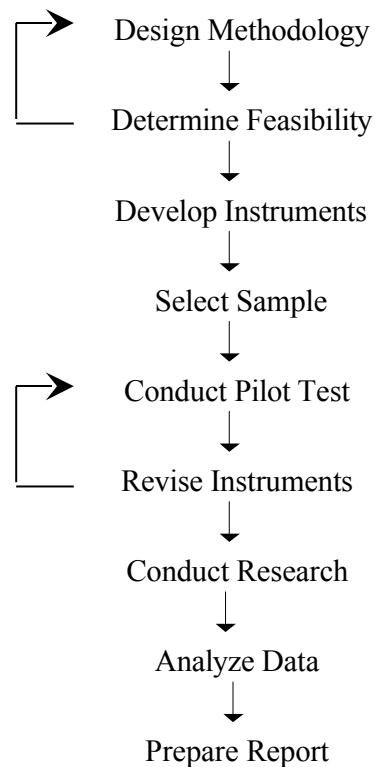 Design Methodology
Determine Feasibility
Develop Instruments
Select Sample
Conduct Pilot Test
Revise Instruments
Conduct Research
Analyze Data
Prepare Report